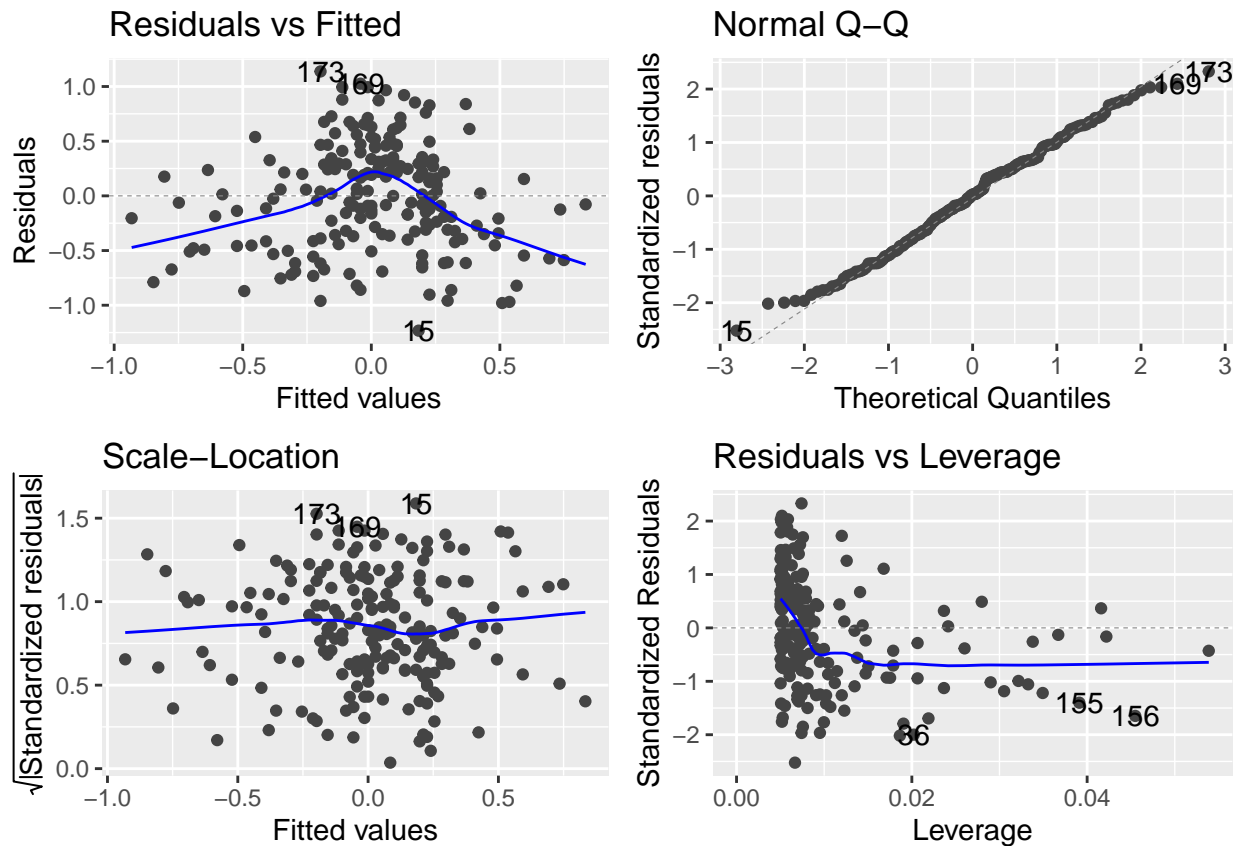 Residuals vs Fitted
Residuals
1.0
0.5
0.0
−0.5
−1.0
173
169
15
−1.0 −0.5 0.0 0.5
Fitted values
Normal Q−Q
Standardized residuals
2
1
0
−1
−2
173
169
15
−3 −2 −1 0 1 2 3
Theoretical Quantiles
Scale−Location
√|Standardized residuals|
1.5
1.0
0.5
0.0
15
173
169
−1.0 −0.5 0.0 0.5
Fitted values
Residuals vs Leverage
Standardized Residuals
2
1
0
−1
−2
155
156
36
0.00 0.02 0.04
Leverage